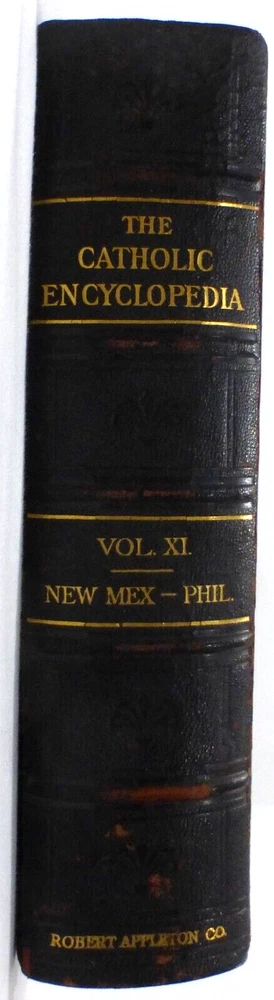 THE
CATHOLIC
ENCYCLOPEDIA
VOL. XI.
NEW MEX – PHIL.
ROBERT APPLETON CO.